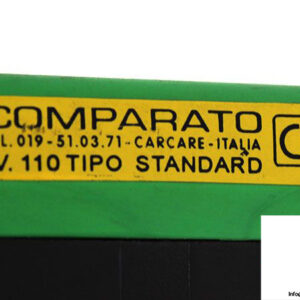 COMPARATO
L. 019-51.03.71-CARCARE-ITALIA
V. 110 TIPO STANDARD
C